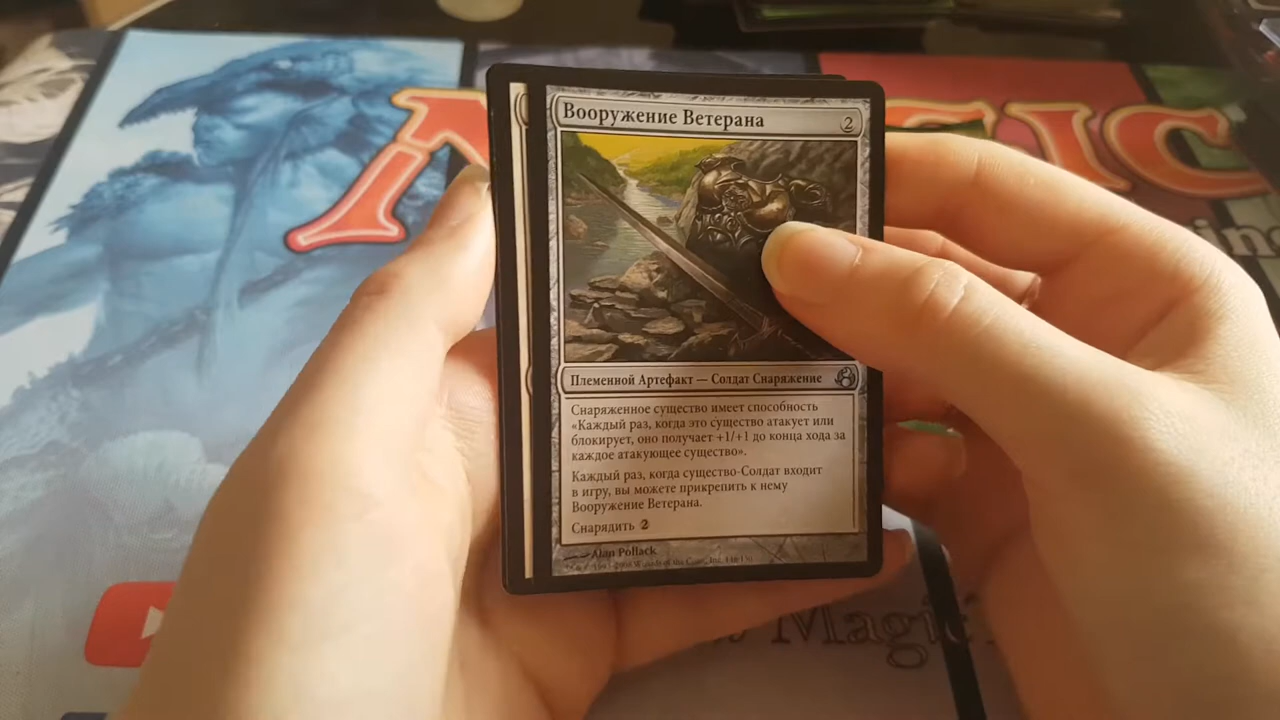 Вооружение Ветерана 2
Племенной Артефакт — Солдат Снаряжение
Снаряженное существо имеет способность
«Каждый раз, когда это существо атакует или
блокирует, оно получает +1/+1 до конца хода за
каждое атакующее существо».
Каждый раз, когда существо-Солдат входит
в игру, вы можете прикрепить к нему
Вооружение Ветерана.
Снарядить 2
Alan Pollack
Magic